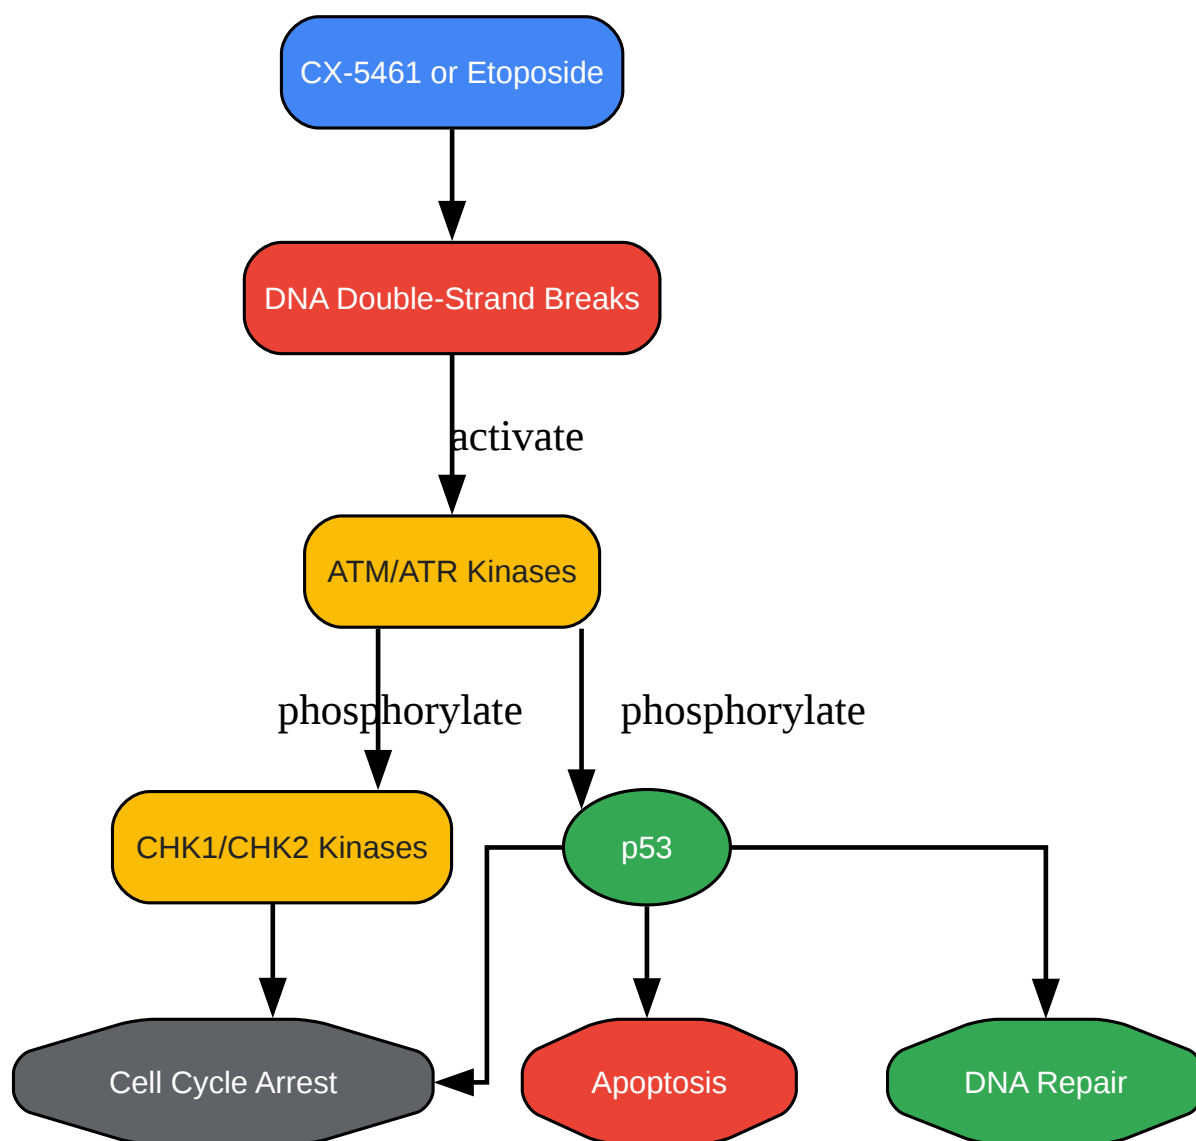 CX-5461 or Etoposide
DNA Double-Strand Breaks
activate
ATM/ATR Kinases
phosphorylate
phosphorylate
CHK1/CHK2 Kinases
p53
Cell Cycle Arrest
Apoptosis
DNA Repair